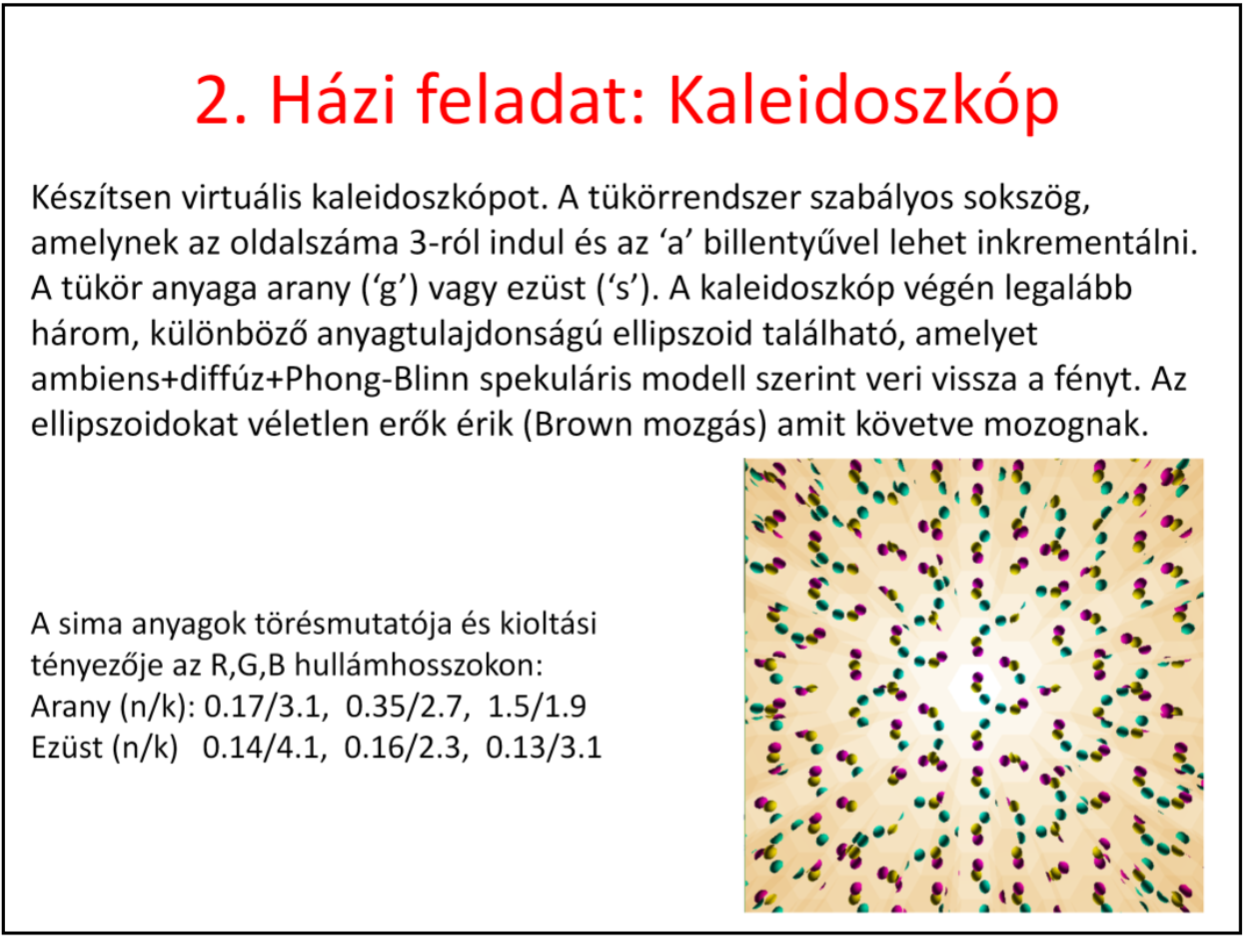 2. Házi feladat: Kaleidoszkóp
Készítsen virtuális kaleidoszkópot. A tükörrendszer szabályos sokszög,
amelynek az oldalszáma 3-ról indul és az ‘a’ billentyűvel lehet inkrementálni.
A tükör anyaga arany (‘g’) vagy ezüst (‘s’). A kaleidoszkóp végén legalább
három, különböző anyagtulajdonságú ellipszoid található, amelyet
ambiens+diffúz+Phong-Blinn spekuláris modell szerint veri vissza a fényt. Az
ellipszoidokat véletlen erők érik (Brown mozgás) amit követve mozognak.
A sima anyagok törésmutatója és kioltási
tényezője az R,G,B hullámhosszokon:
Arany (n/k): 0.17/3.1, 0.35/2.7, 1.5/1.9
Ezüst (n/k) 0.14/4.1, 0.16/2.3, 0.13/3.1